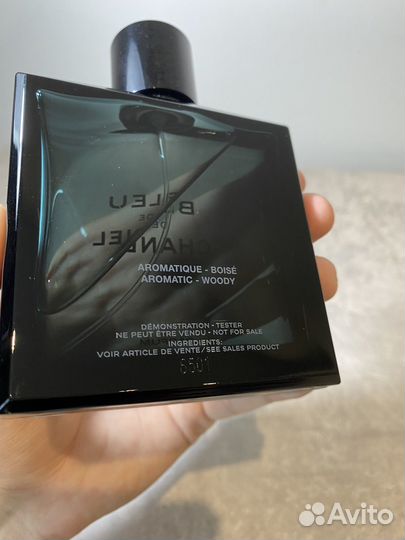 BLEU
DE
CHANEL
AROMATIQUE - BOISÉ
AROMATIC - WOODY
DÉMONSTRATION - TESTER
NE PEUT ÊTRE VENDU - NOT FOR SALE
INGREDIENTS:
VOIR ARTICLE DE VENTE/SEE SALES PRODUCT
6501
Avito